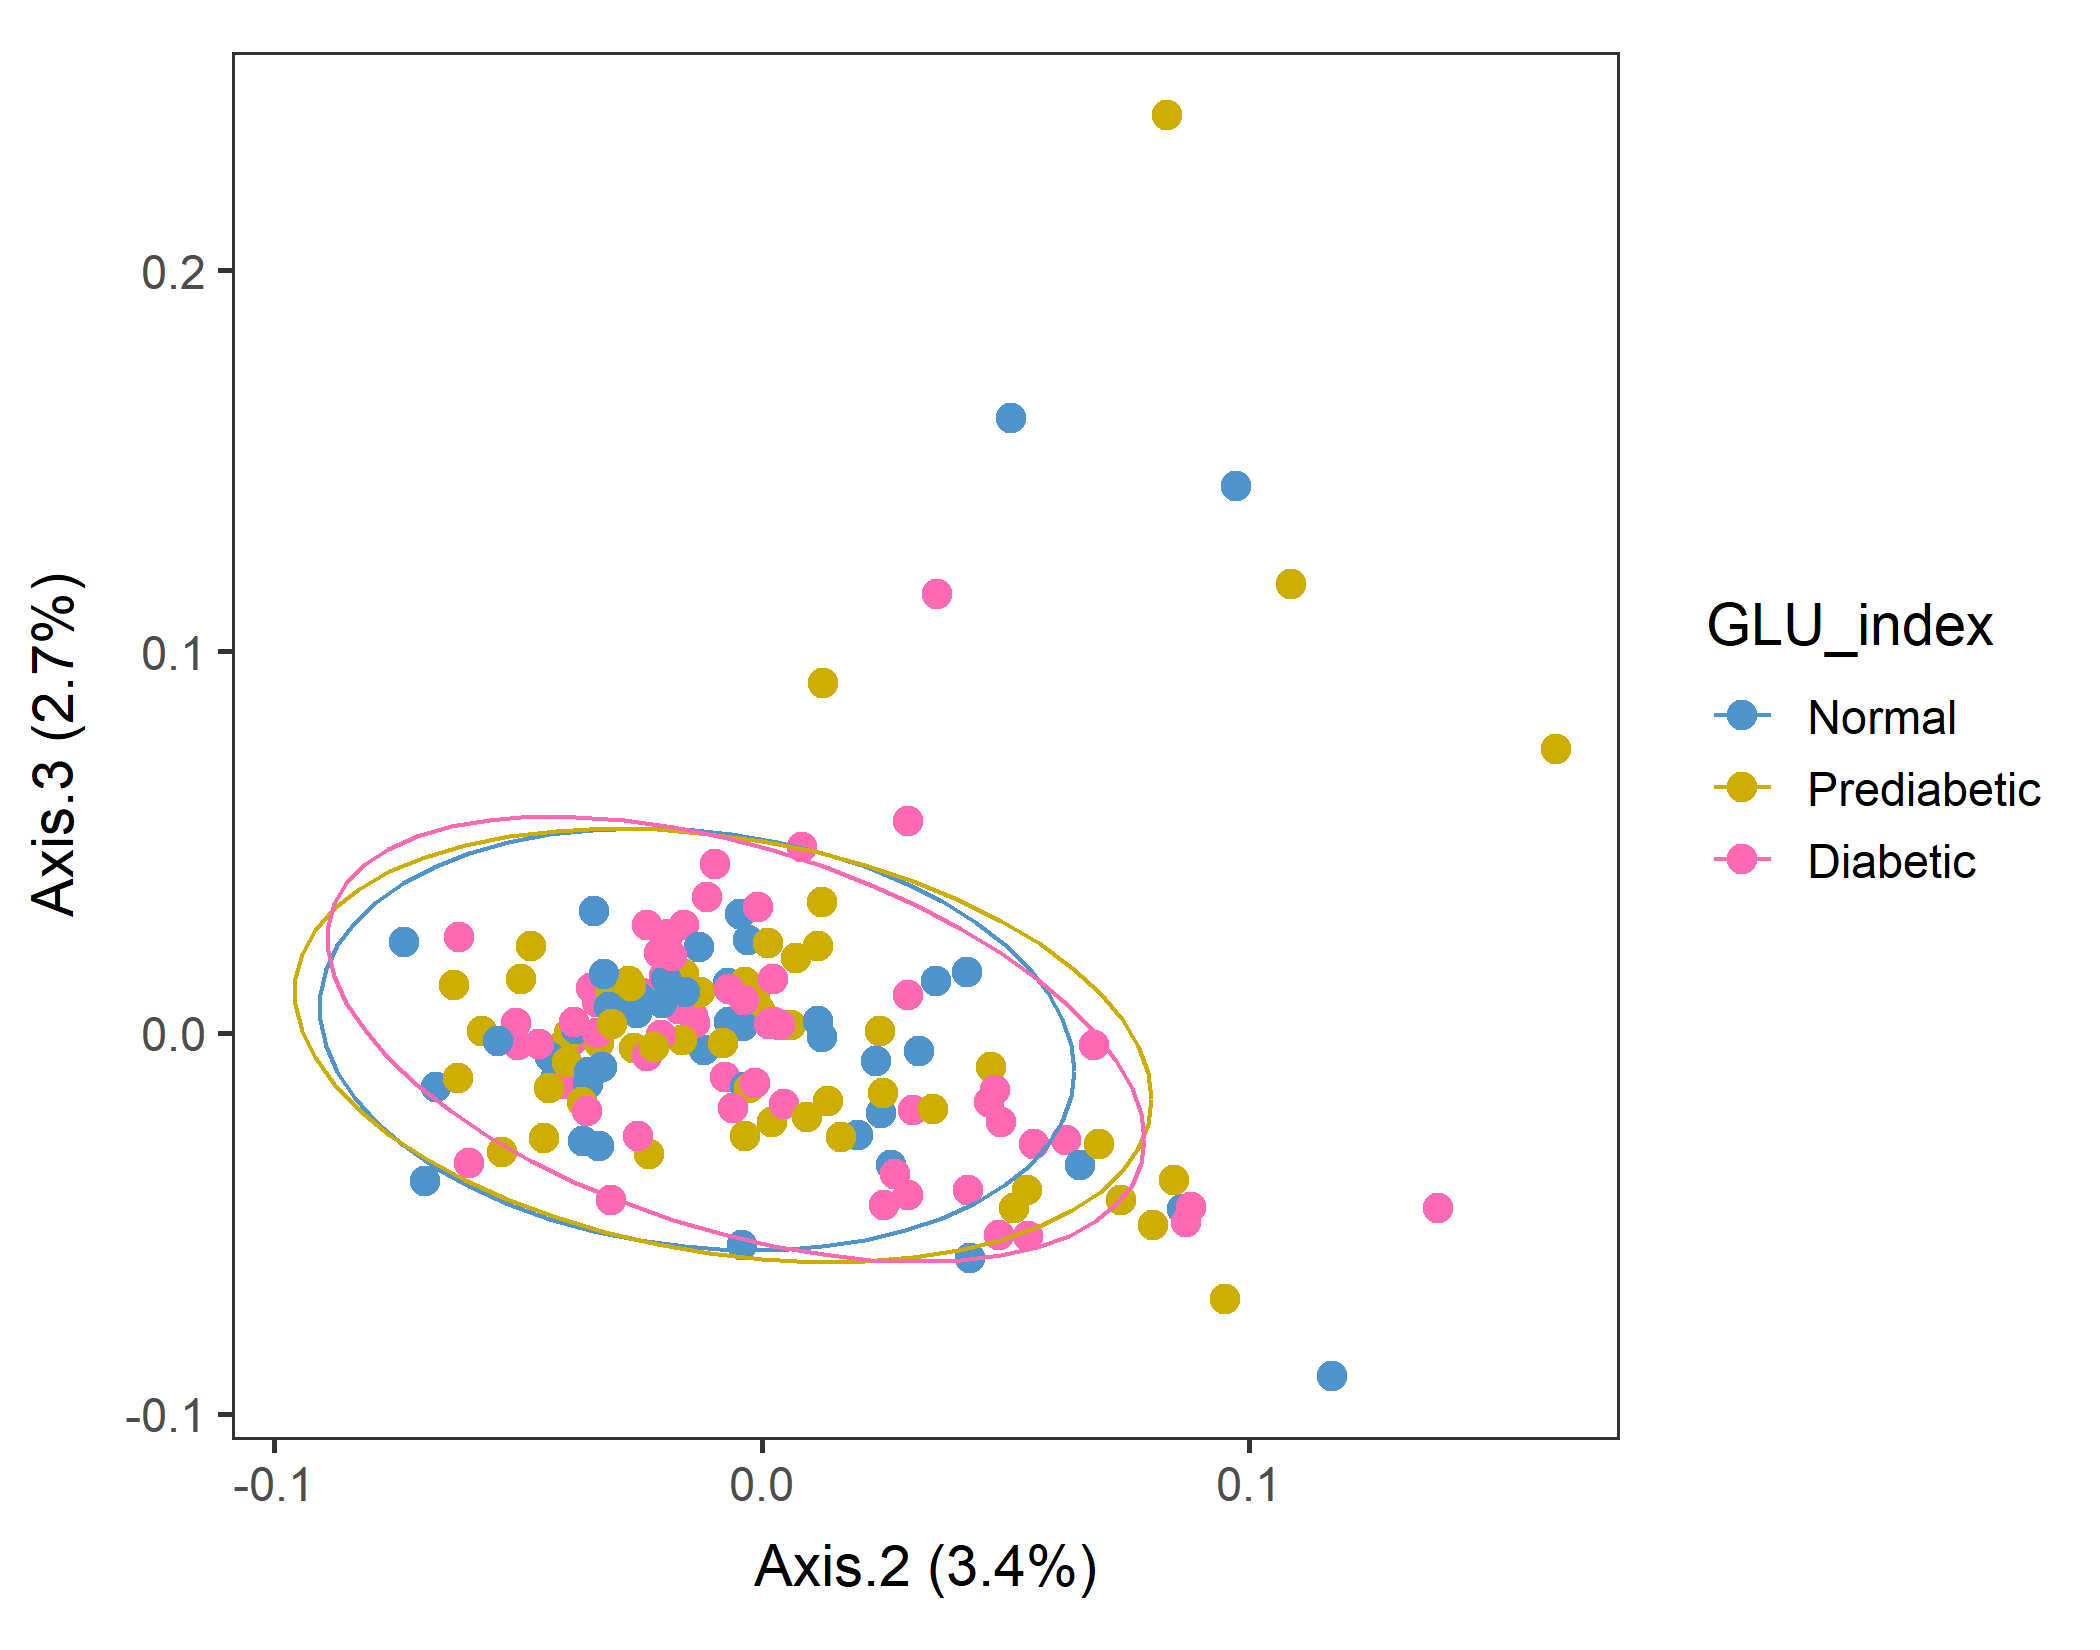 Axis.3 (2.7%)
0.2
0.1
0.0
-0.1
-0.1 0.0 0.1
Axis.2 (3.4%)
GLU_index
Normal
Prediabetic
Diabetic